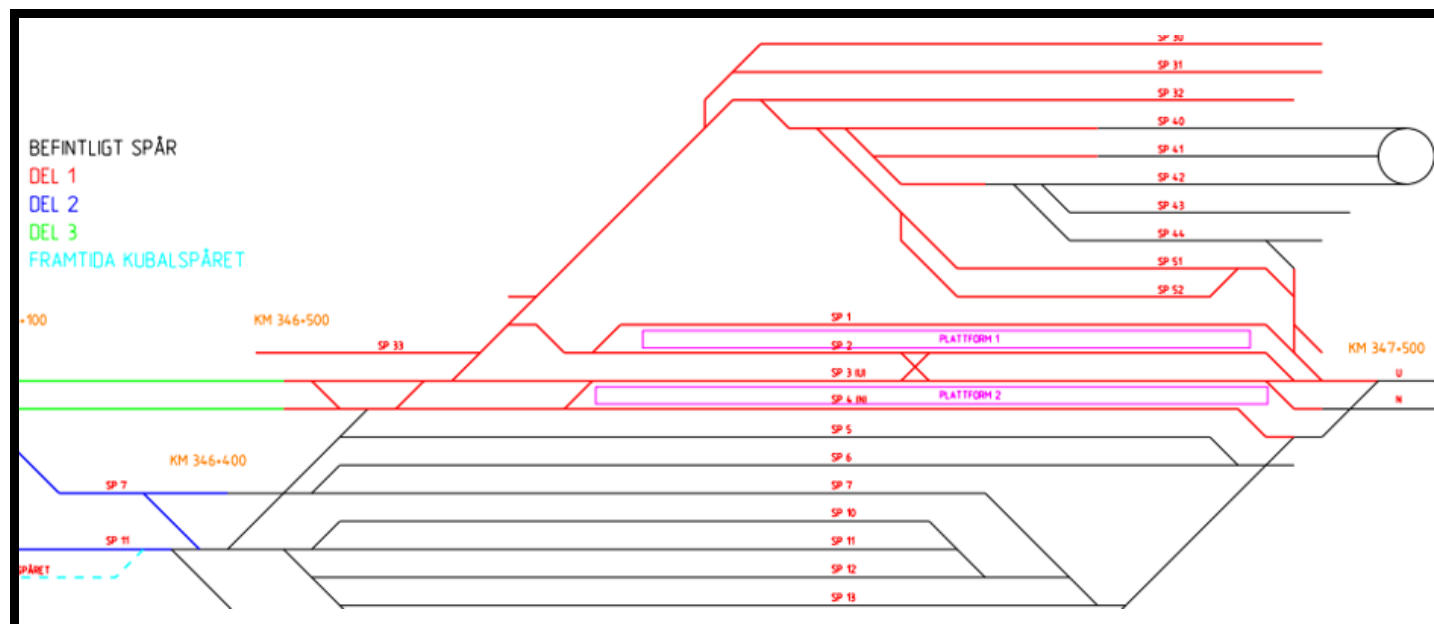 SP 30
SP 31
SP 32
BEFINTLIGT SPÅR
SP 40
DEL 1
SP 41
DEL 2
SP 42
DEL 3
SP 43
FRAMTIDA KUBALSPÅRET
SP 44
SP 51
SP 52
+100
KM 346+500
SP 1
PLATTFORM 1
SP 33
SP 2
KM 347+500
SP 3 (U)
U
SP 4 (N)
PLATTFORM 2
N
SP 5
KM 346+400
SP 6
SP 7
SP 7
SP 10
SP 11
SP 11
SPÅRET
SP 12
SP 13